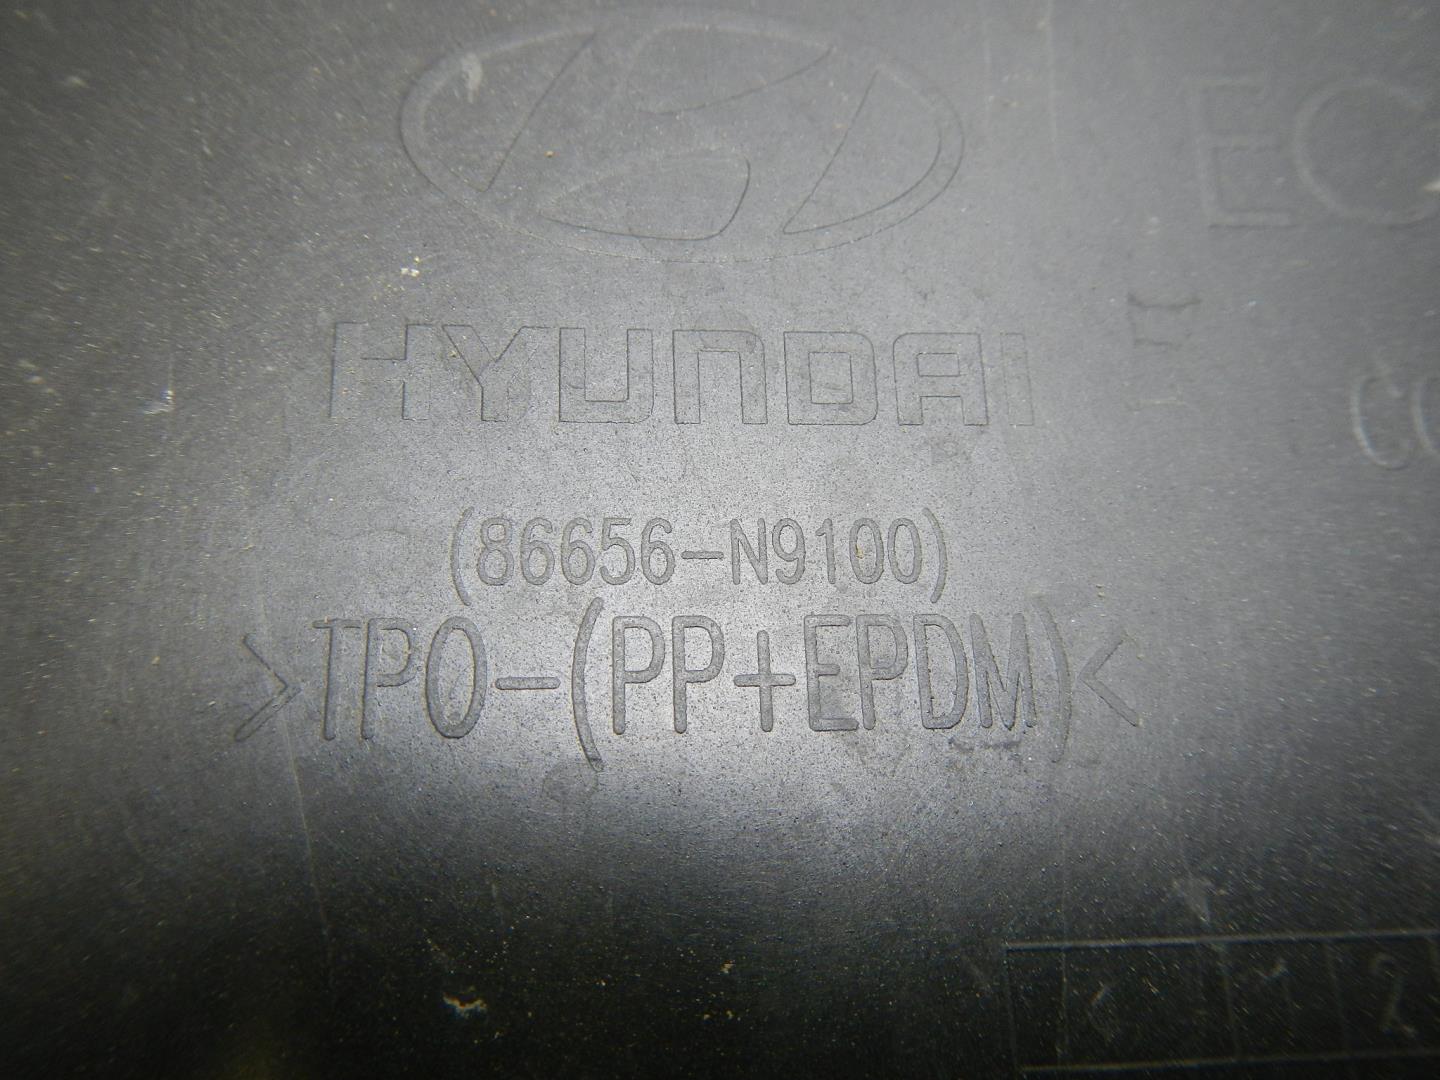 HYUNDAI
(86656-N9100)
>TPO-(PP+EPDM)<